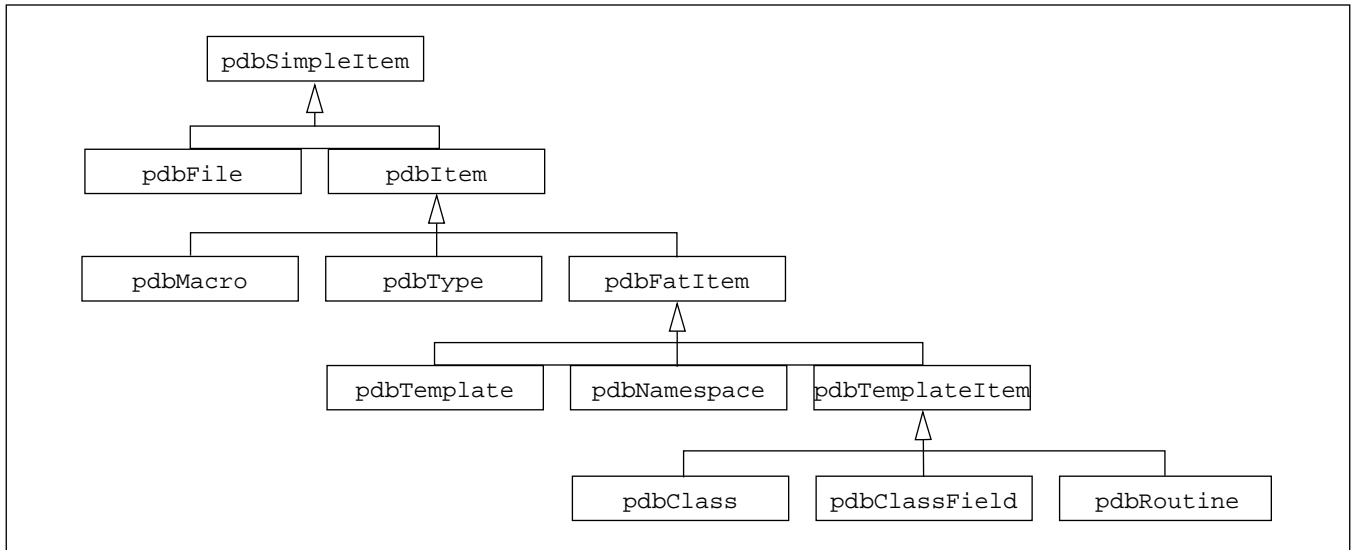 pdbSimpleItem
pdbFile
pdbItem
pdbMacro
pdbType
pdbFatItem
pdbTemplate
pdbNamespace
pdbTemplateItem
pdbClass
pdbClassField
pdbRoutine